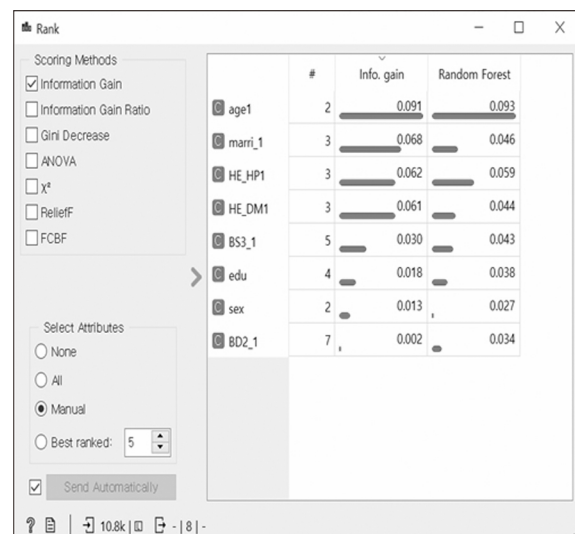 Rank
Scoring Methods
Information Gain
Information Gain Ratio
Gini Decrease
ANOVA
χ²
ReliefF
FCBF
Select Attributes
None
All
Manual
Best ranked: 5
Send Automatically
# Info. gain Random Forest
C age1 2 0.091 0.093
C marri_1 3 0.068 0.046
C HE_HP1 3 0.062 0.059
C HE_DM1 3 0.061 0.044
C BS3_1 5 0.030 0.043
C edu 4 0.018 0.038
C sex 2 0.013 0.027
C BD2_1 7 0.002 0.034
? 10.8k | - | 8 | -